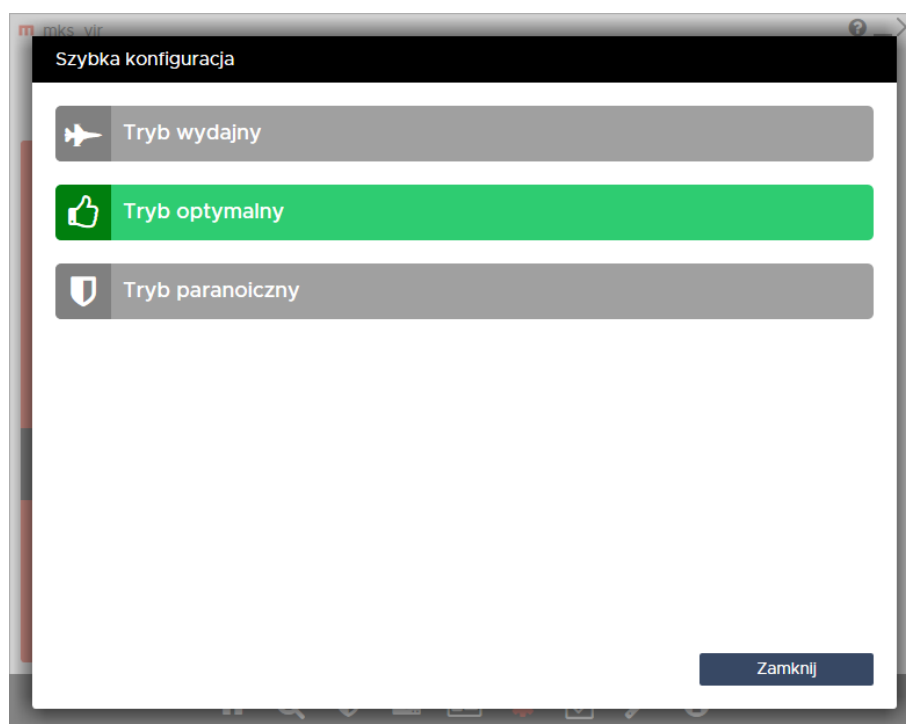 mks_vir
Szybka konfiguracja
Tryb wydajny
Tryb optymalny
Tryb paranoiczny
Zamknij